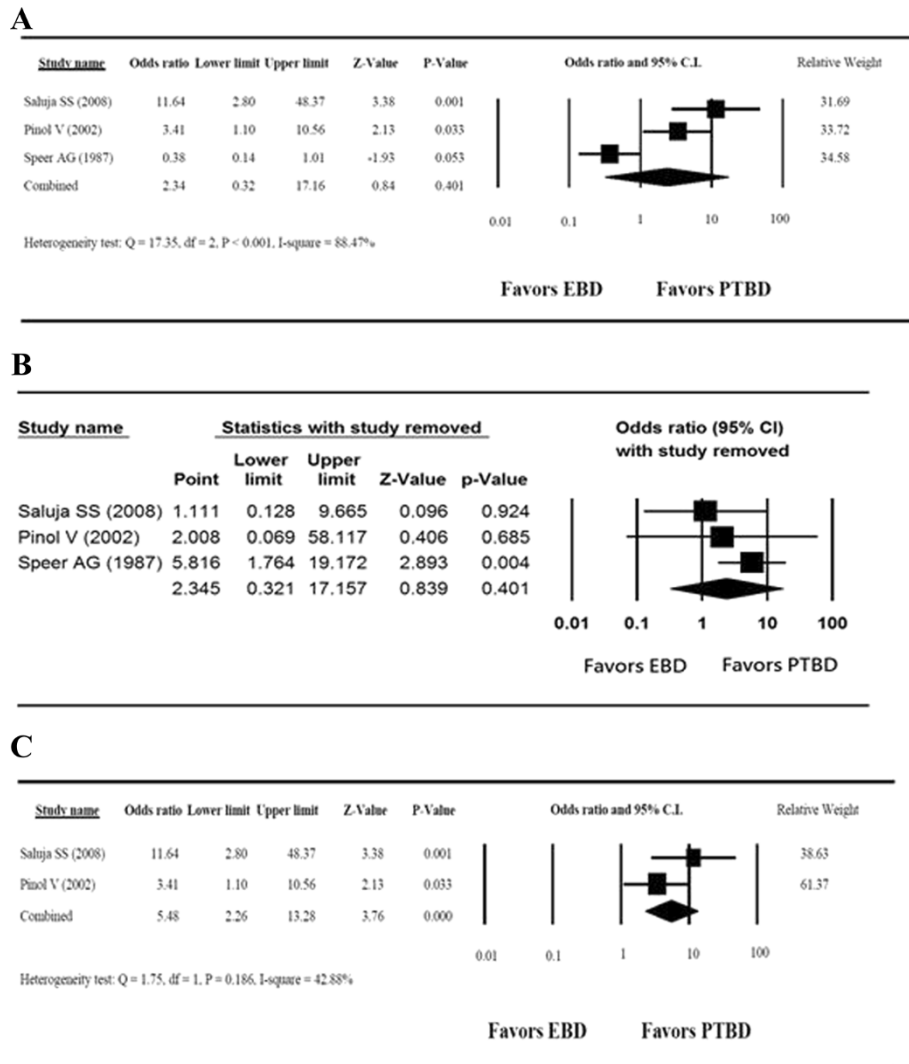 A
Study name Odds ratio Lower limit Upper limit Z-Value P-Value Odds ratio and 95% C.I. Relative Weight
Saluja SS (2008) 11.64 2.80 48.37 3.38 0.001 31.69
Pinol V (2002) 3.41 1.10 10.56 2.13 0.033 33.72
Speer AG (1987) 0.38 0.14 1.01 -1.93 0.053 34.58
Combined 2.34 0.32 17.16 0.84 0.401
0.01 0.1 1 10 100
Heterogeneity test: Q = 17.35, df = 2, P < 0.001, I-square = 88.47%
Favors EBD Favors PTBD
B
Study name Statistics with study removed Odds ratio (95% CI)
with study removed
Lower Upper
Point limit limit Z-Value p-Value
Saluja SS (2008) 1.111 0.128 9.665 0.096 0.924
Pinol V (2002) 2.008 0.069 58.117 0.406 0.685
Speer AG (1987) 5.816 1.764 19.172 2.893 0.004
2.345 0.321 17.157 0.839 0.401
0.01 0.1 1 10 100
Favors EBD Favors PTBD
C
Study name Odds ratio Lower limit Upper limit Z-Value P-Value Odds ratio and 95% C.I. Relative Weight
Saluja SS (2008) 11.64 2.80 48.37 3.38 0.001 38.63
Pinol V (2002) 3.41 1.10 10.56 2.13 0.033 61.37
Combined 5.48 2.26 13.28 3.76 0.000
0.01 0.1 1 10 100
Heterogeneity test: Q = 1.75, df = 1, P = 0.186, I-square = 42.88%
Favors EBD Favors PTBD